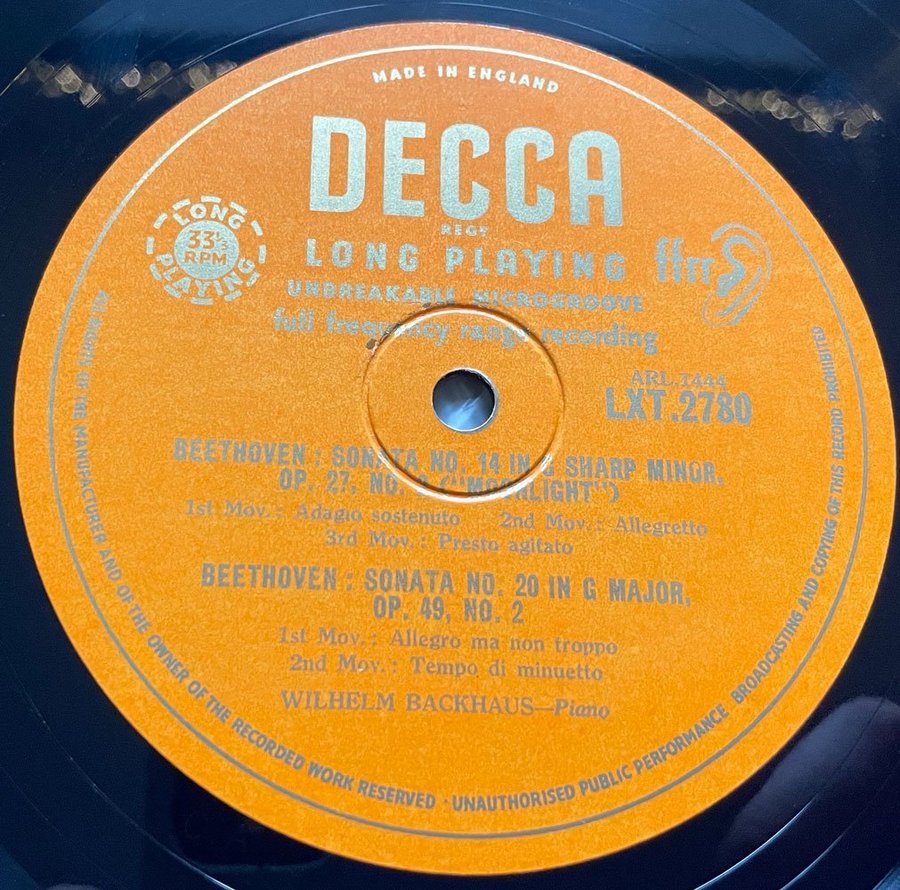 MADE IN ENGLAND
DECCA
REGD
LONG PLAYING
33⅓
RPM
LONG PLAYING
ffrr
UNBREAKABLE MICROGROOVE
full frequency range recording
ARL.1444
LXT.2780
BEETHOVEN : SONATA NO. 14 IN C SHARP MINOR,
OP. 27, NO. ("MOONLIGHT")
1st Mov. : Adagio sostenuto 2nd Mov. : Allegretto
3rd Mov. : Presto agitato
BEETHOVEN : SONATA NO. 20 IN G MAJOR,
OP. 49, NO. 2
1st Mov. : Allegro ma non troppo
2nd Mov. : Tempo di minuetto
WILHELM BACKHAUS—Piano
ALL RIGHTS OF THE MANUFACTURER AND OF THE OWNER OF THE RECORDED WORK RESERVED · UNAUTHORISED PUBLIC PERFORMANCE BROADCASTING AND COPYING OF THIS RECORD PROHIBITED